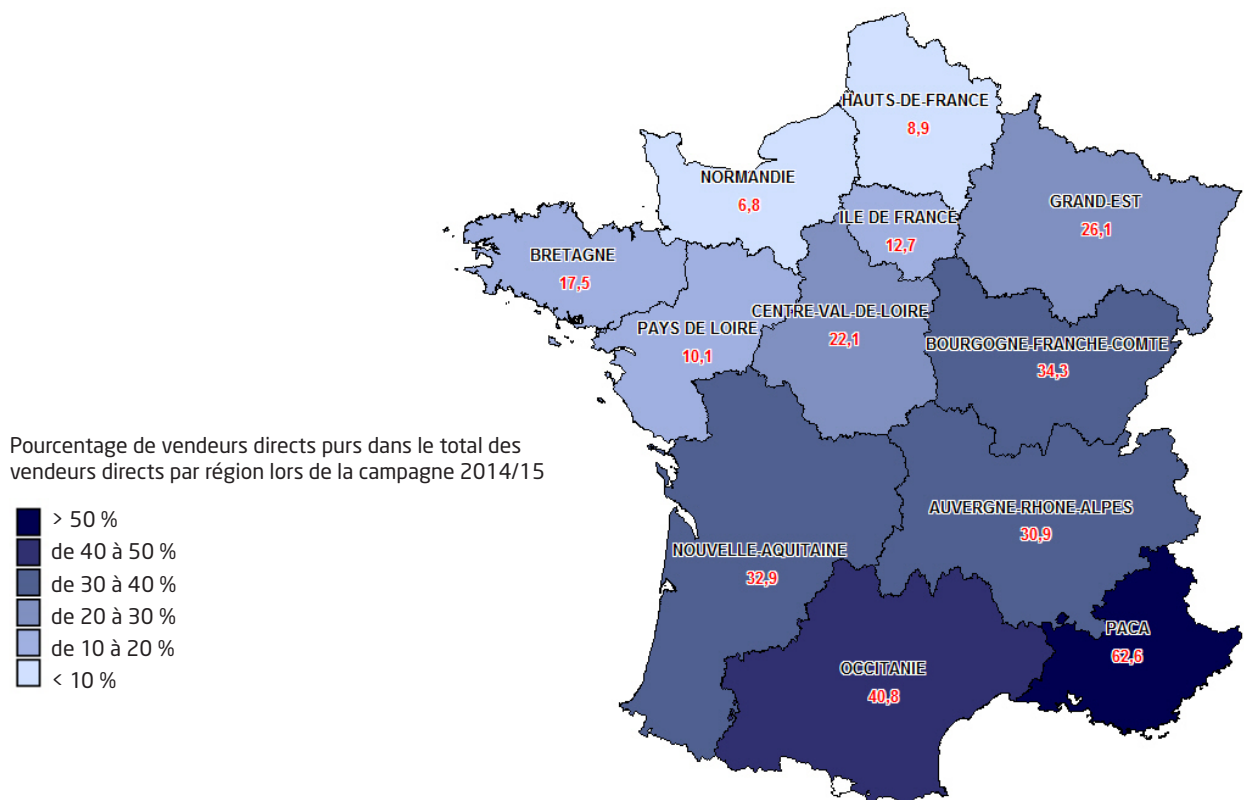 HAUTS-DE-FRANCE
8,9
NORMANDIE
6,8
ILE DE FRANCE
12,7
GRAND-EST
26,1
BRETAGNE
17,5
PAYS DE LOIRE
10,1
CENTRE-VAL-DE-LOIRE
22,1
BOURGOGNE-FRANCHE-COMTE
34,3
Pourcentage de vendeurs directs purs dans le total des
vendeurs directs par région lors de la campagne 2014/15
> 50 %
de 40 à 50 %
de 30 à 40 %
de 20 à 30 %
de 10 à 20 %
< 10 %
AUVERGNE-RHONE-ALPES
30,9
NOUVELLE-AQUITAINE
32,9
PACA
62,6
OCCITANIE
40,8